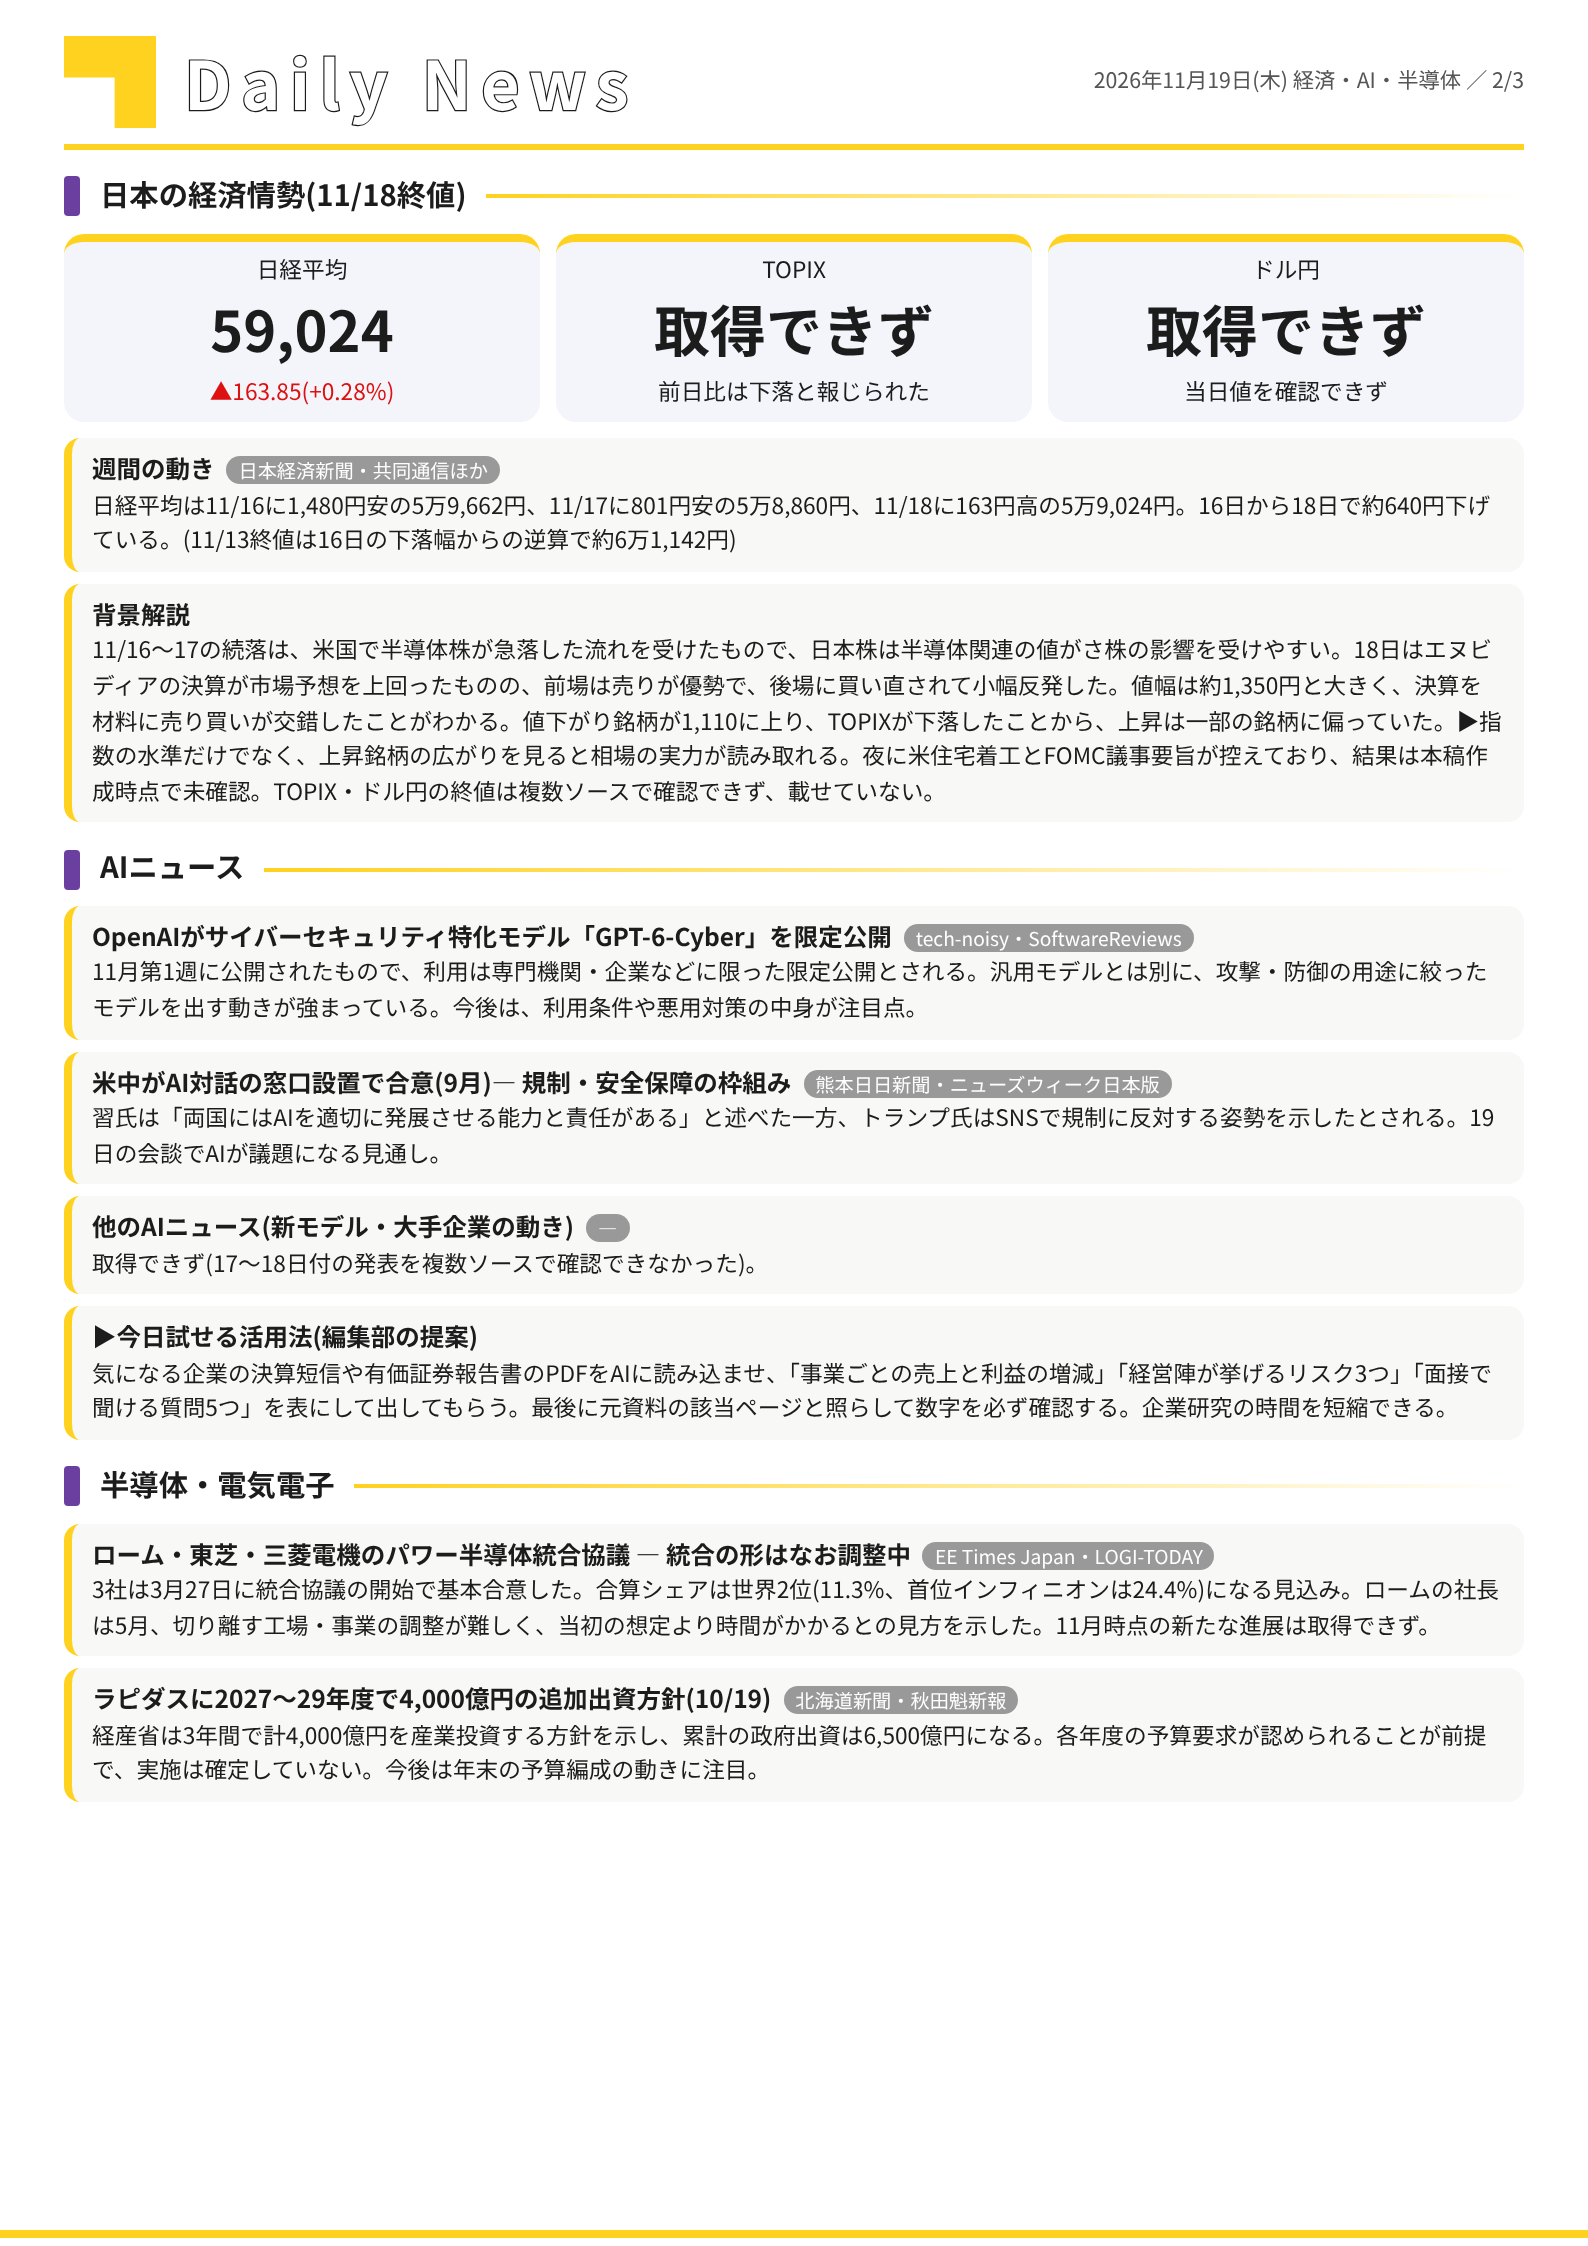 Daily News
2026年11月19日(木) 経済・AI・半導体 ／ 2/3
日本の経済情勢(11/18終値)
日経平均
59,024
▲163.85(+0.28%)
TOPIX
取得できず
前日比は下落と報じられた
ドル円
取得できず
当日値を確認できず
週間の動き 日本経済新聞・共同通信ほか
日経平均は11/16に1,480円安の5万9,662円、11/17に801円安の5万8,860円、11/18に163円高の5万9,024円。16日から18日で約640円下げ
ている。(11/13終値は16日の下落幅からの逆算で約6万1,142円)
背景解説
11/16〜17の続落は、米国で半導体株が急落した流れを受けたもので、日本株は半導体関連の値がさ株の影響を受けやすい。18日はエヌビ
ディアの決算が市場予想を上回ったものの、前場は売りが優勢で、後場に買い直されて小幅反発した。値幅は約1,350円と大きく、決算を
材料に売り買いが交錯したことがわかる。値下がり銘柄が1,110に上り、TOPIXが下落したことから、上昇は一部の銘柄に偏っていた。▶指
数の水準だけでなく、上昇銘柄の広がりを見ると相場の実力が読み取れる。夜に米住宅着工とFOMC議事要旨が控えており、結果は本稿作
成時点で未確認。TOPIX・ドル円の終値は複数ソースで確認できず、載せていない。
AIニュース
OpenAIがサイバーセキュリティ特化モデル「GPT-6-Cyber」を限定公開 tech-noisy・SoftwareReviews
11月第1週に公開されたもので、利用は専門機関・企業などに限った限定公開とされる。汎用モデルとは別に、攻撃・防御の用途に絞った
モデルを出す動きが強まっている。今後は、利用条件や悪用対策の中身が注目点。
米中がAI対話の窓口設置で合意(9月)— 規制・安全保障の枠組み 熊本日日新聞・ニューズウィーク日本版
習氏は「両国にはAIを適切に発展させる能力と責任がある」と述べた一方、トランプ氏はSNSで規制に反対する姿勢を示したとされる。19
日の会談でAIが議題になる見通し。
他のAIニュース(新モデル・大手企業の動き) —
取得できず(17〜18日付の発表を複数ソースで確認できなかった)。
▶今日試せる活用法(編集部の提案)
気になる企業の決算短信や有価証券報告書のPDFをAIに読み込ませ、「事業ごとの売上と利益の増減」「経営陣が挙げるリスク3つ」「面接で
聞ける質問5つ」を表にして出してもらう。最後に元資料の該当ページと照らして数字を必ず確認する。企業研究の時間を短縮できる。
半導体・電気電子
ローム・東芝・三菱電機のパワー半導体統合協議 — 統合の形はなお調整中 EE Times Japan・LOGI-TODAY
3社は3月27日に統合協議の開始で基本合意した。合算シェアは世界2位(11.3%、首位インフィニオンは24.4%)になる見込み。ロームの社長
は5月、切り離す工場・事業の調整が難しく、当初の想定より時間がかかるとの見方を示した。11月時点の新たな進展は取得できず。
ラピダスに2027〜29年度で4,000億円の追加出資方針(10/19) 北海道新聞・秋田魁新報
経産省は3年間で計4,000億円を産業投資する方針を示し、累計の政府出資は6,500億円になる。各年度の予算要求が認められることが前提
で、実施は確定していない。今後は年末の予算編成の動きに注目。